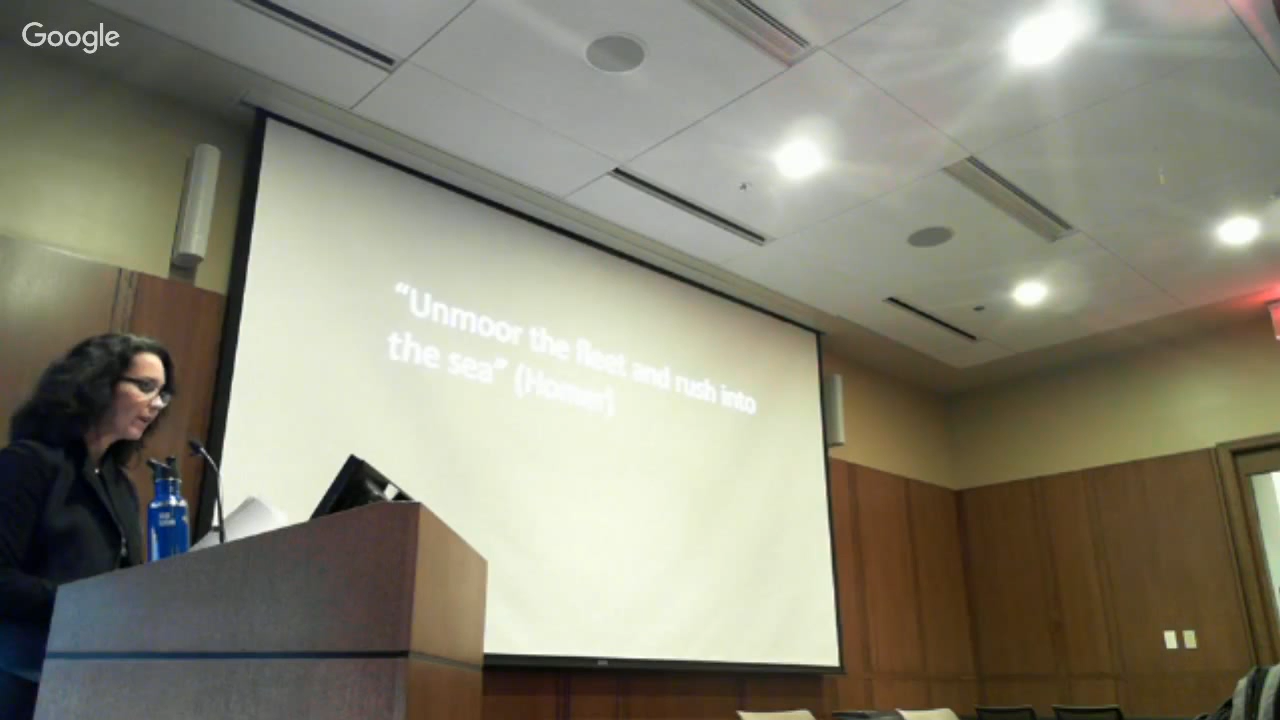 Google
“Unmoor the fleet and rush into
the sea” (Homer)